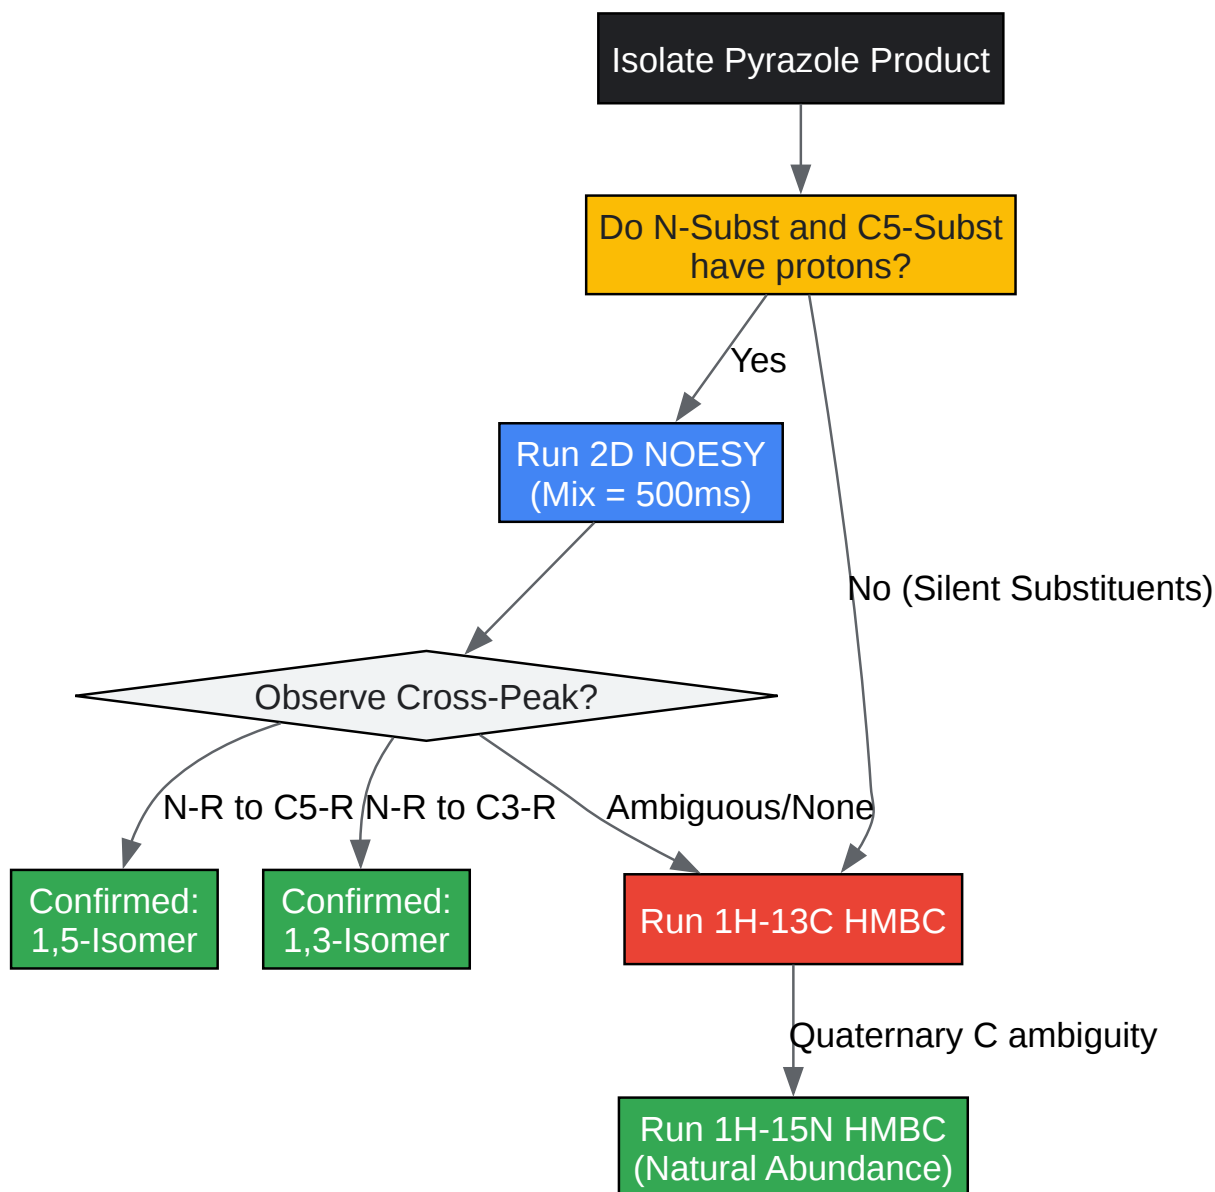 Isolate Pyrazole Product
Do N-Subst and C5-Subst
have protons?
Yes
Run 2D NOESY
(Mix = 500ms)
No (Silent Substituents)
Observe Cross-Peak?
N-R to C5-R
N-R to C3-R
Ambiguous/None
Confirmed:
1,5-Isomer
Confirmed:
1,3-Isomer
Run 1H-13C HMBC
Quaternary C ambiguity
Run 1H-15N HMBC
(Natural Abundance)